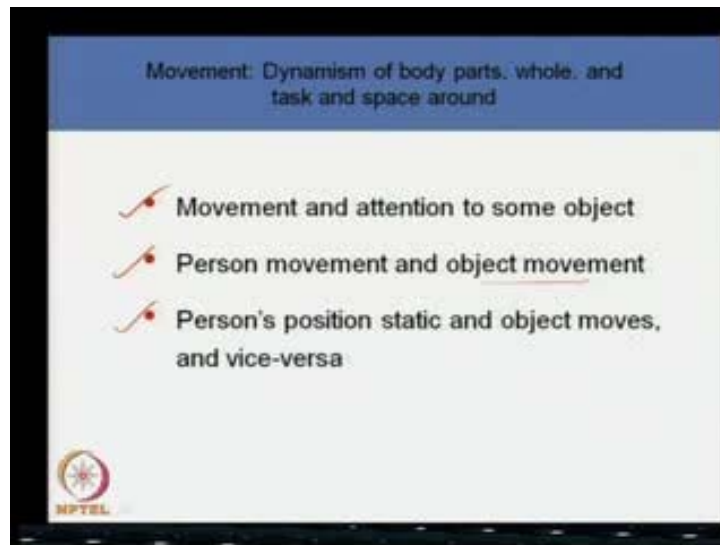 Movement: Dynamism of body parts, whole, and
task and space around
Movement and attention to some object
Person movement and object movement
Person's position static and object moves,
and vice-versa
NPTEL